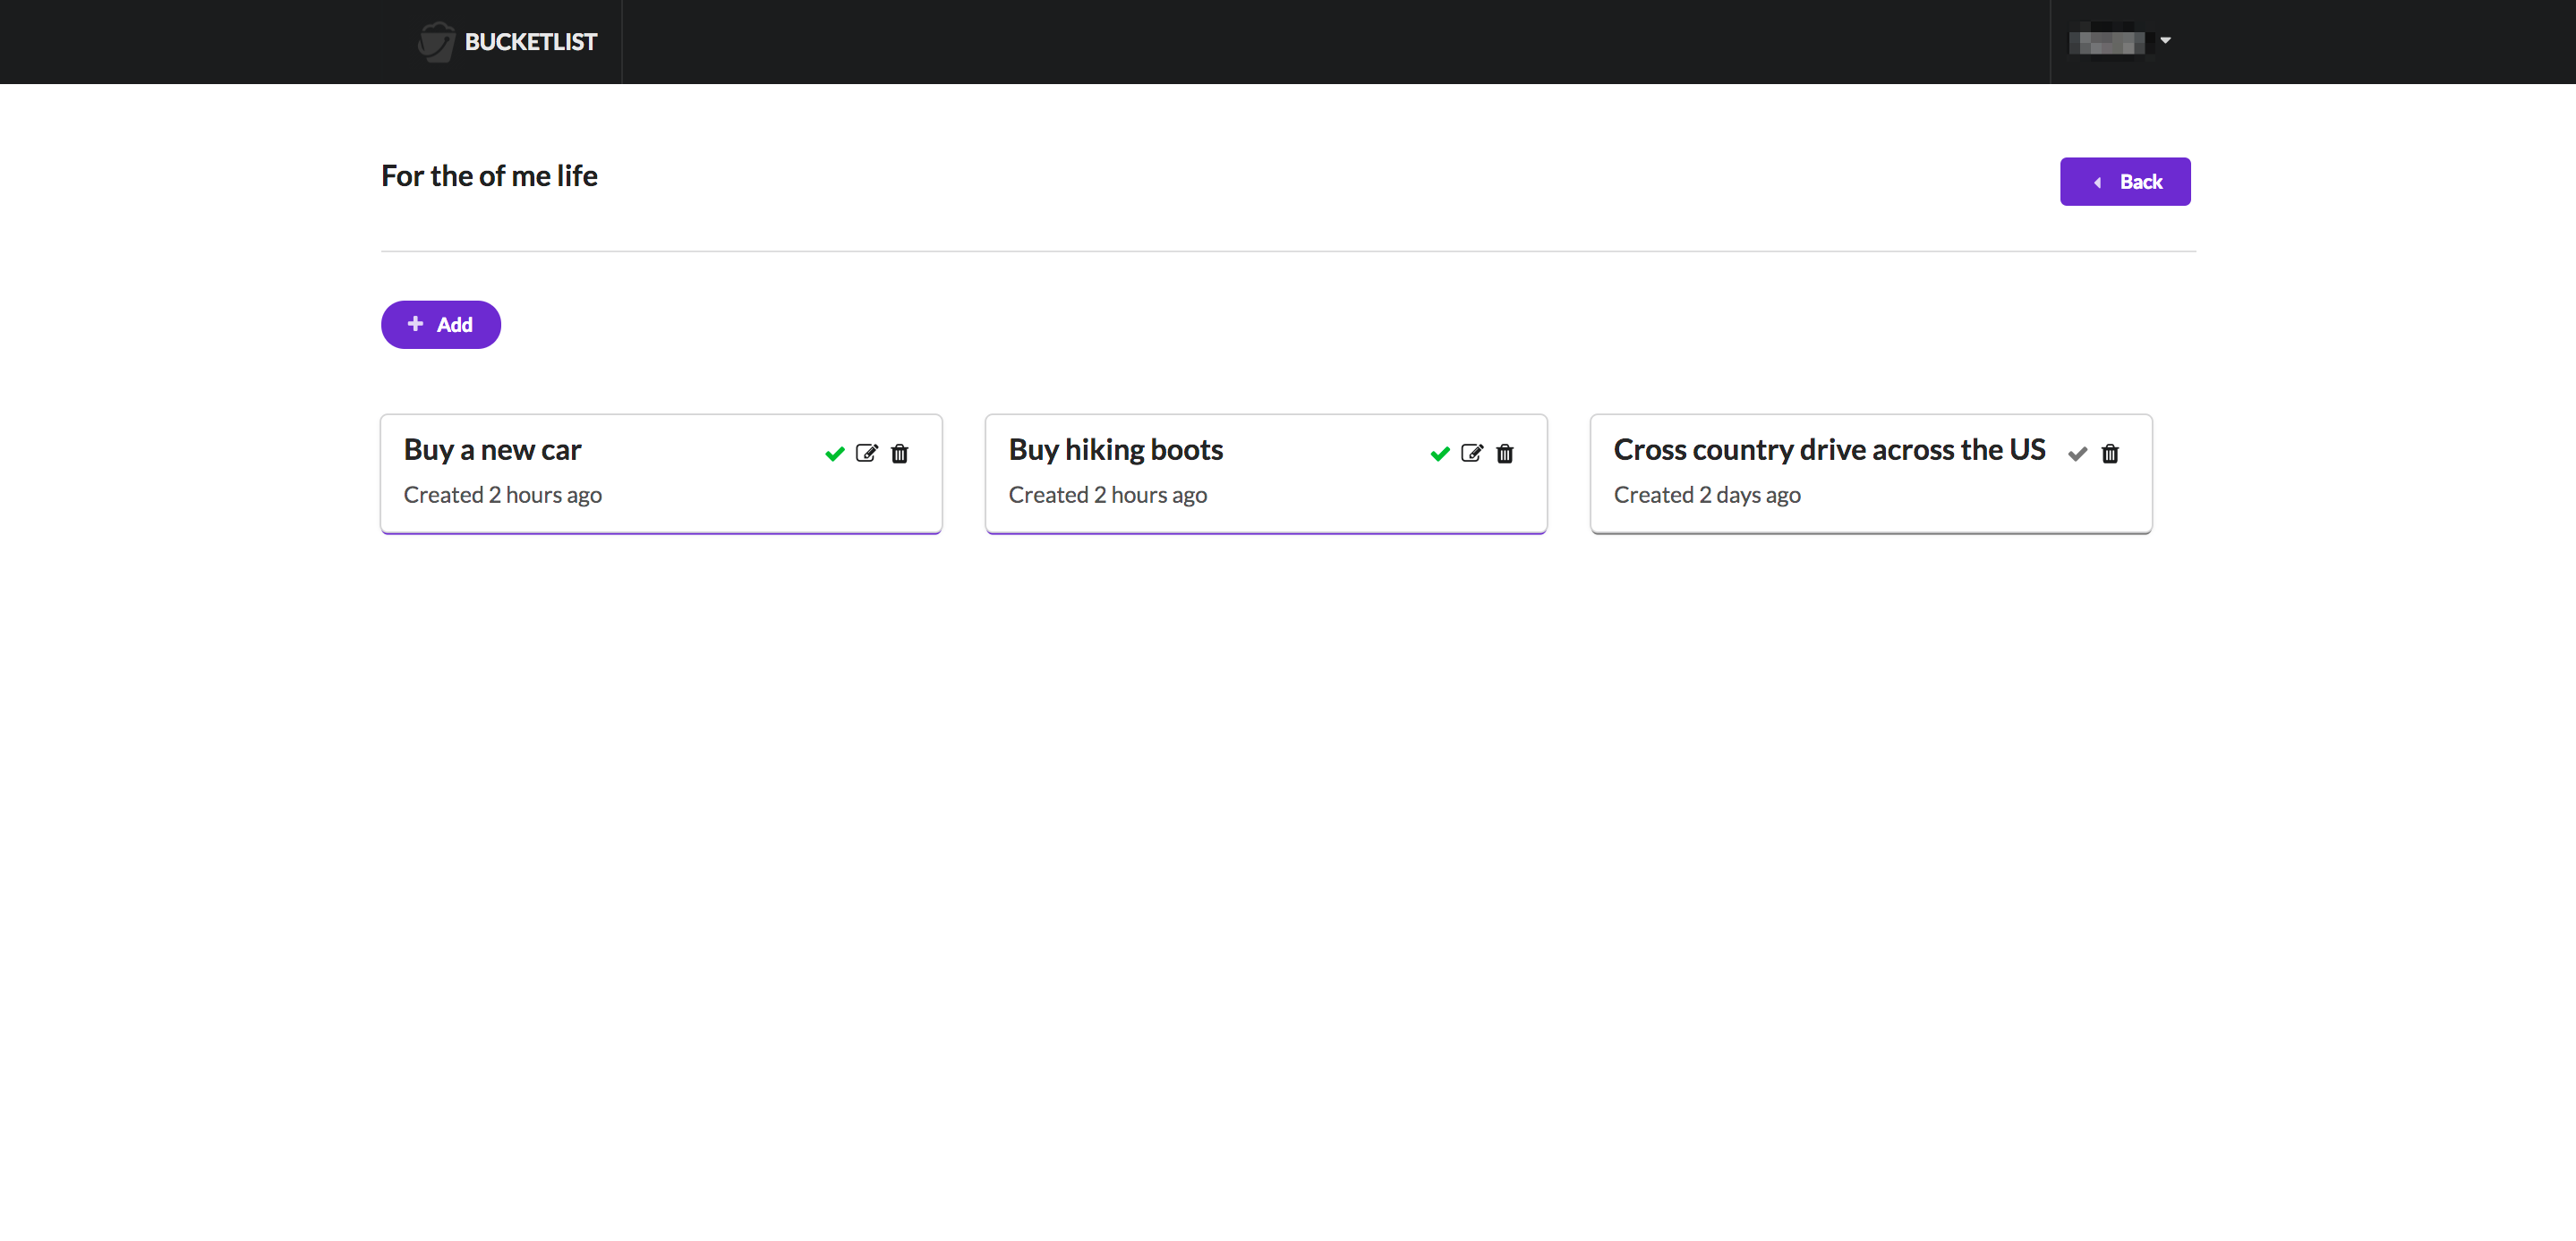 BUCKETLIST
For the of me life
Back
Add
Buy a new car
Created 2 hours ago
Buy hiking boots
Created 2 hours ago
Cross country drive across the US
Created 2 days ago